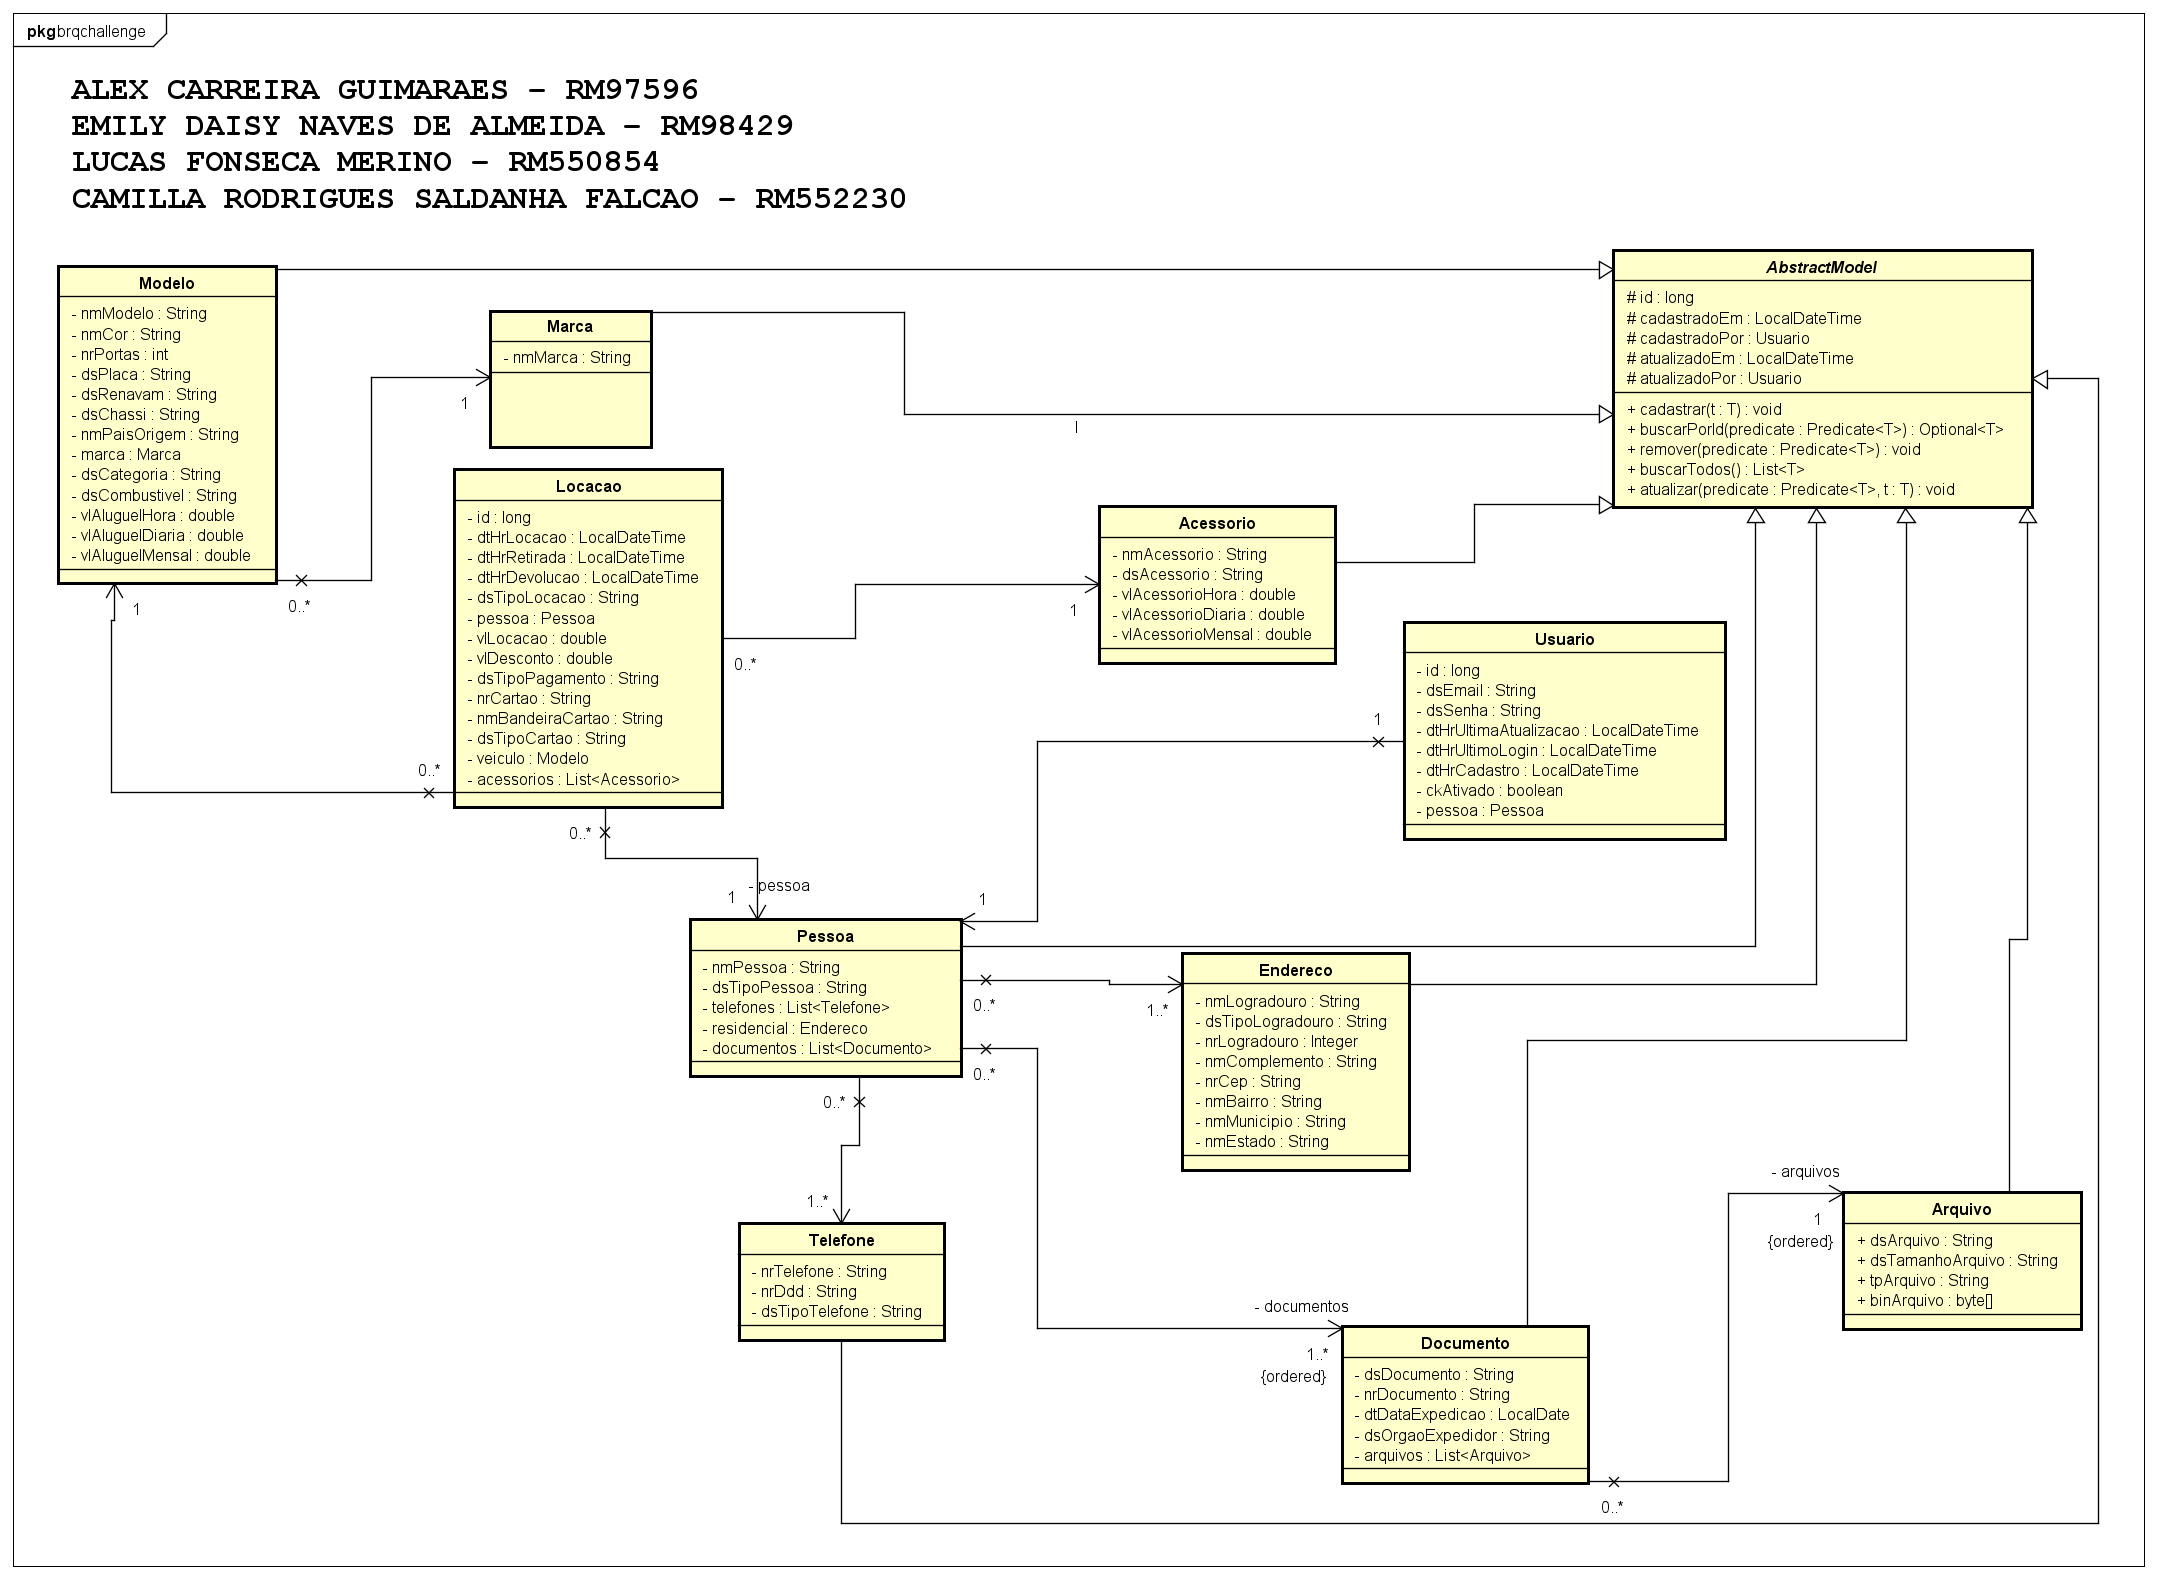 pkg brqchallenge
ALEX CARREIRA GUIMARAES - RM97596
EMILY DAISY NAVES DE ALMEIDA - RM98429
LUCAS FONSECA MERINO - RM550854
CAMILLA RODRIGUES SALDANHA FALCAO - RM552230
Modelo
- nmModelo : String
- nmCor : String
- nrPortas : int
- dsPlaca : String
- dsRenavam : String
- dsChassi : String
- nmPaisOrigem : String
- marca : Marca
- dsCategoria : String
- dsCombustivel : String
- vlAluguelHora : double
- vlAluguelDiaria : double
- vlAluguelMensal : double
1
0..*
Marca
- nmMarca : String
1
l
AbstractModel
# id : long
# cadastradoEm : LocalDateTime
# cadastradoPor : Usuario
# atualizadoEm : LocalDateTime
# atualizadoPor : Usuario
+ cadastrar(t : T) : void
+ buscarPorId(predicate : Predicate<T>) : Optional<T>
+ remover(predicate : Predicate<T>) : void
+ buscarTodos() : List<T>
+ atualizar(predicate : Predicate<T>, t : T) : void
Locacao
- id : long
- dtHrLocacao : LocalDateTime
- dtHrRetirada : LocalDateTime
- dtHrDevolucao : LocalDateTime
- dsTipoLocacao : String
- pessoa : Pessoa
- vlLocacao : double
- vlDesconto : double
- dsTipoPagamento : String
- nrCartao : String
- nmBandeiraCartao : String
- dsTipoCartao : String
- veiculo : Modelo
- acessorios : List<Acessorio>
0..*
0..*
0..*
1
Acessorio
- nmAcessorio : String
- dsAcessorio : String
- vlAcessorioHora : double
- vlAcessorioDiaria : double
- vlAcessorioMensal : double
Usuario
- id : long
- dsEmail : String
- dsSenha : String
- dtHrUltimaAtualizacao : LocalDateTime
- dtHrUltimoLogin : LocalDateTime
- dtHrCadastro : LocalDateTime
- ckAtivado : boolean
- pessoa : Pessoa
1
- pessoa
1
1
Pessoa
- nmPessoa : String
- dsTipoPessoa : String
- telefones : List<Telefone>
- residencial : Endereco
- documentos : List<Documento>
0..*
0..*
0..*
1..*
Endereco
- nmLogradouro : String
- dsTipoLogradouro : String
- nrLogradouro : Integer
- nmComplemento : String
- nrCep : String
- nmBairro : String
- nmMunicipio : String
- nmEstado : String
1..*
Telefone
- nrTelefone : String
- nrDdd : String
- dsTipoTelefone : String
- arquivos
1
{ordered}
Arquivo
+ dsArquivo : String
+ dsTamanhoArquivo : String
+ tpArquivo : String
+ binArquivo : byte[]
- documentos
1..*
{ordered}
Documento
- dsDocumento : String
- nrDocumento : String
- dtDataExpedicao : LocalDate
- dsOrgaoExpedidor : String
- arquivos : List<Arquivo>
0..*